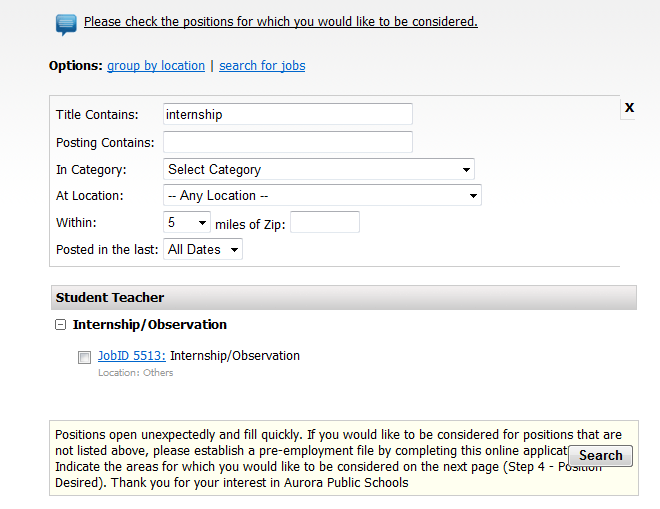 Please check the positions for which you would like to be considered.
Options: group by location | search for jobs
X
Title Contains: internship
Posting Contains:
In Category: Select Category
At Location: -- Any Location --
Within: 5 miles of Zip:
Posted in the last: All Dates
Student Teacher
Internship/Observation
JobID 5513: Internship/Observation
Location: Others
Positions open unexpectedly and fill quickly. If you would like to be considered for positions that are
not listed above, please establish a pre-employment file by completing this online applicat
Search
Indicate the areas for which you would like to be considered on the next page (Step 4 - Position
Desired). Thank you for your interest in Aurora Public Schools